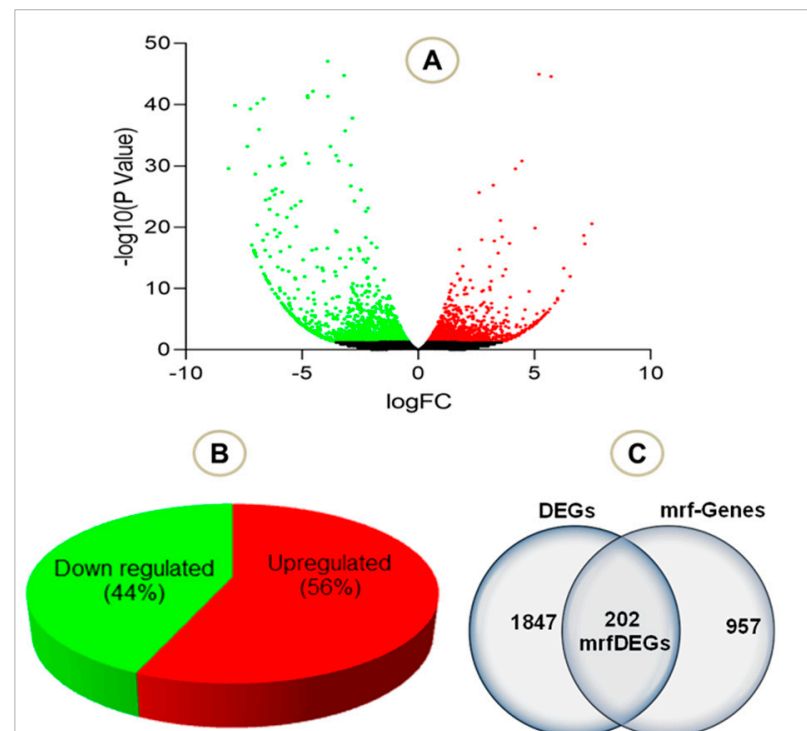 A
50
40
30
20
10
0
-log10(P Value)
-10
-5
0
5
10
logFC
B
C
Down regulated
(44%)
Upregulated
(56%)
DEGs
mrf-Genes
1847
202
mrfDEGs
957